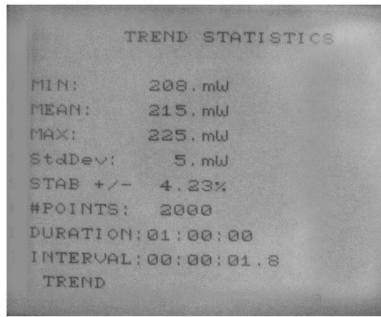 TREND STATISTICS
MIN: 208.mW
MEAN: 215.mW
MAX: 225.mW
StdDev: 5.mW
STAB +/- 4.23%
#POINTS: 2000
DURATION:01:00:00
INTERVAL:00:00:01.8
TREND